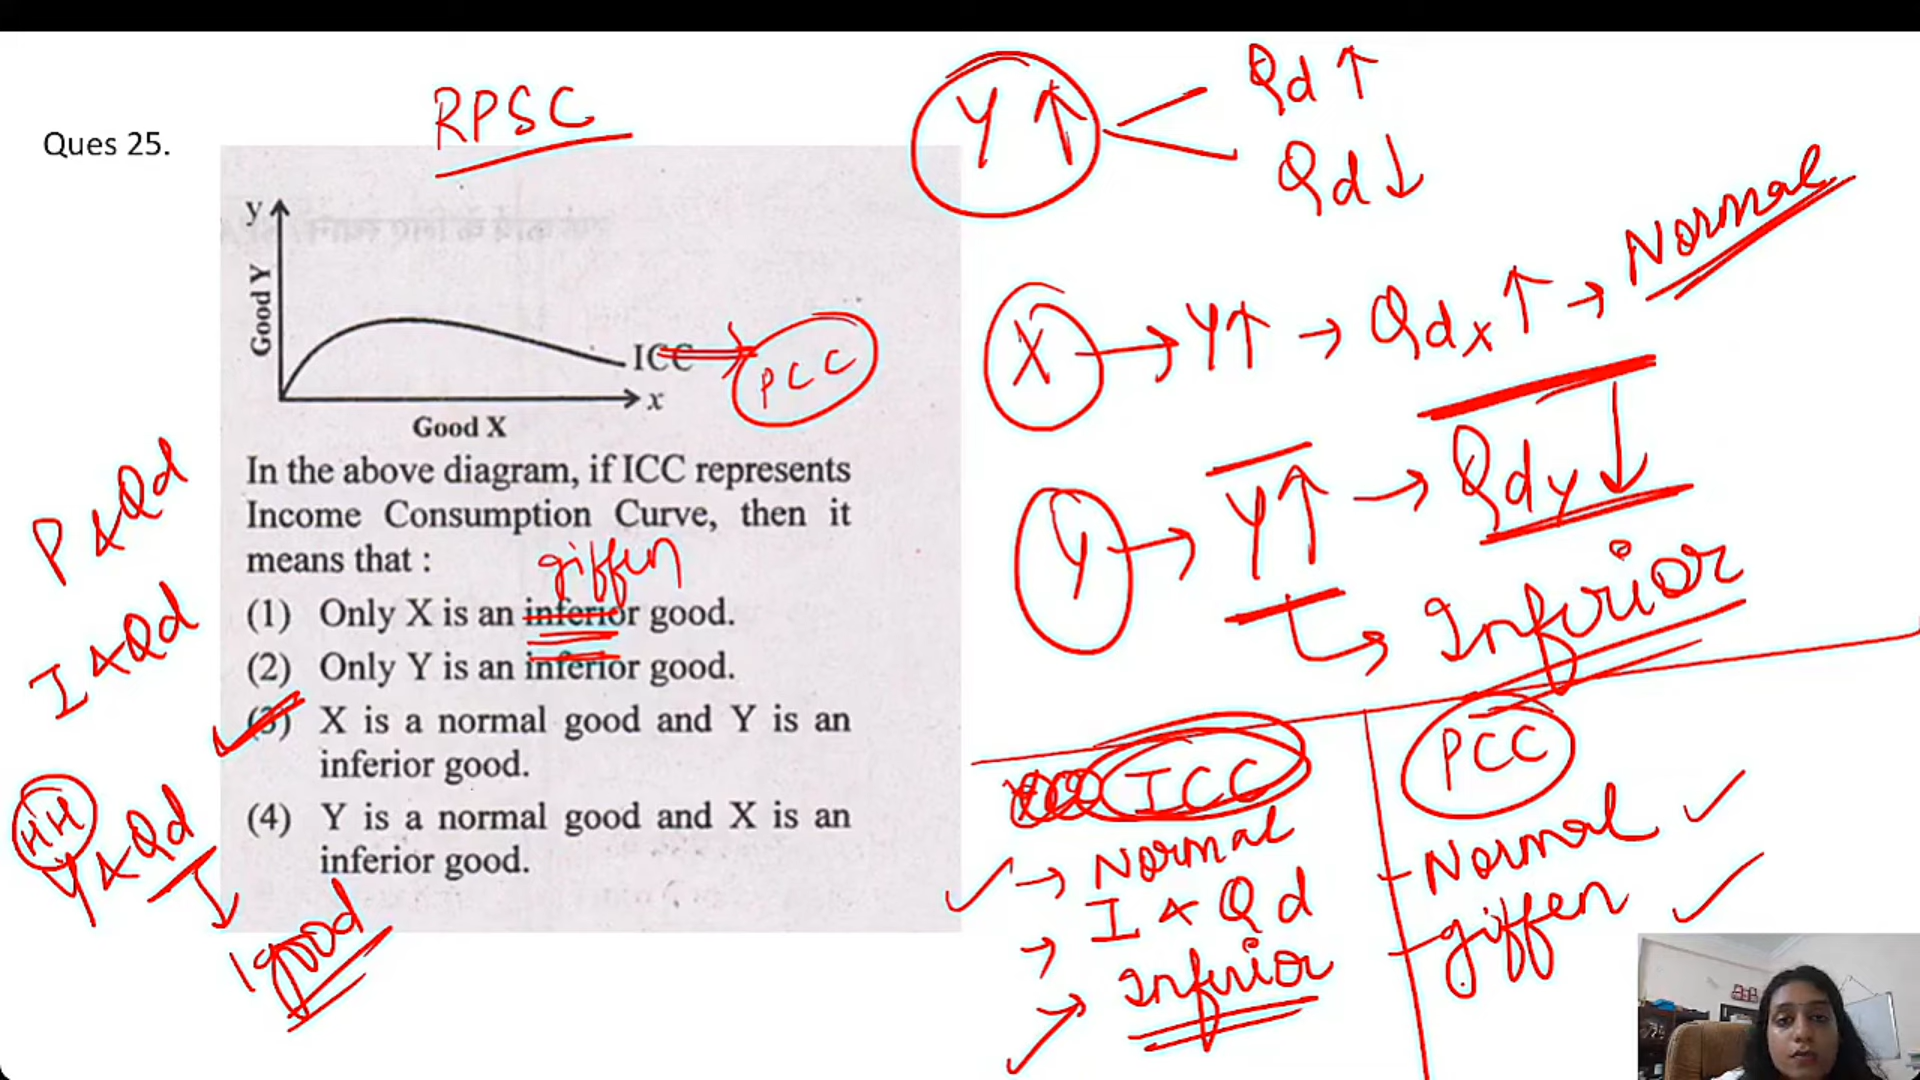 Ques 25.
RPSC
y
Good Y
ICC
PCC
x
Good X
In the above diagram, if ICC represents
Income Consumption Curve, then it
means that :
giffen
(1) Only X is an inferior good.
(2) Only Y is an inferior good.
(3) X is a normal good and Y is an
inferior good.
(4) Y is a normal good and X is an
inferior good.
P & Qd
I & Qd
HH
Y & Qd
good
Y ↑
Qd ↑
Qd ↓
X → Y↑ → Qdx ↑ → Normal
Y → Y↑ → Qdy ↓
→ Inferior
ICC
→ Normal
I & Qd
→ Inferior
PCC
- Normal
- giffen